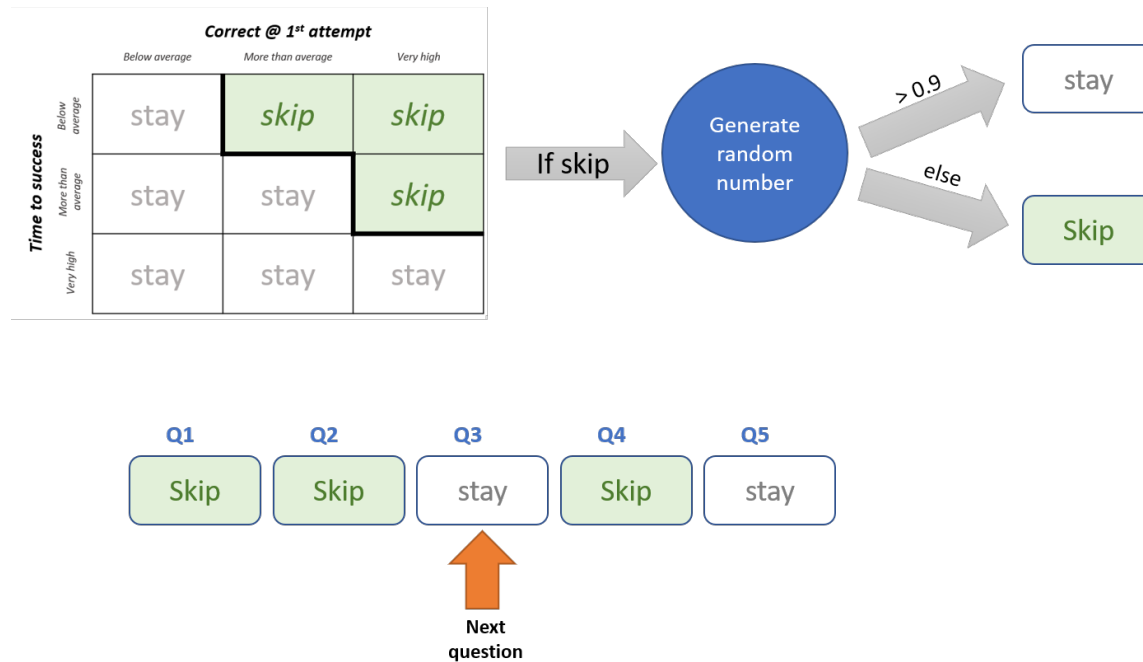 Correct @ 1st attempt
Below average
More than average
Very high
Time to success
Below
average
stay
skip
skip
More than
average
stay
stay
skip
Very high
stay
stay
stay
If skip
Generate
random
number
> 0.9
stay
else
Skip
Q1
Q2
Q3
Q4
Q5
Skip
Skip
stay
Skip
stay
Next
question